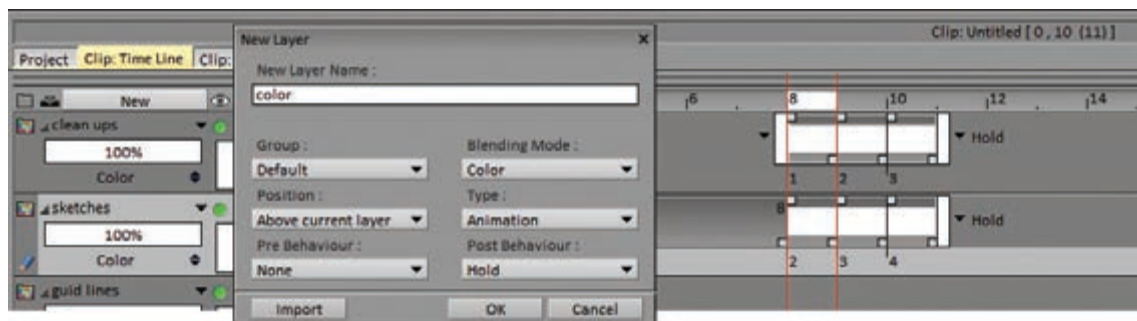 Clip: Untitled [ 0 , 10 (11) ]
Project Clip: Time Line Clip:
New
clean ups
100%
Color
sketches
100%
Color
guid lines
New Layer
New Layer Name :
color
Group : Blending Mode :
Default Color
Position : Type :
Above current layer Animation
Pre Behaviour : Post Behaviour :
None Hold
Import OK Cancel
6 8 10 12 14
Hold
1 2 3
8 Hold
2 3 4